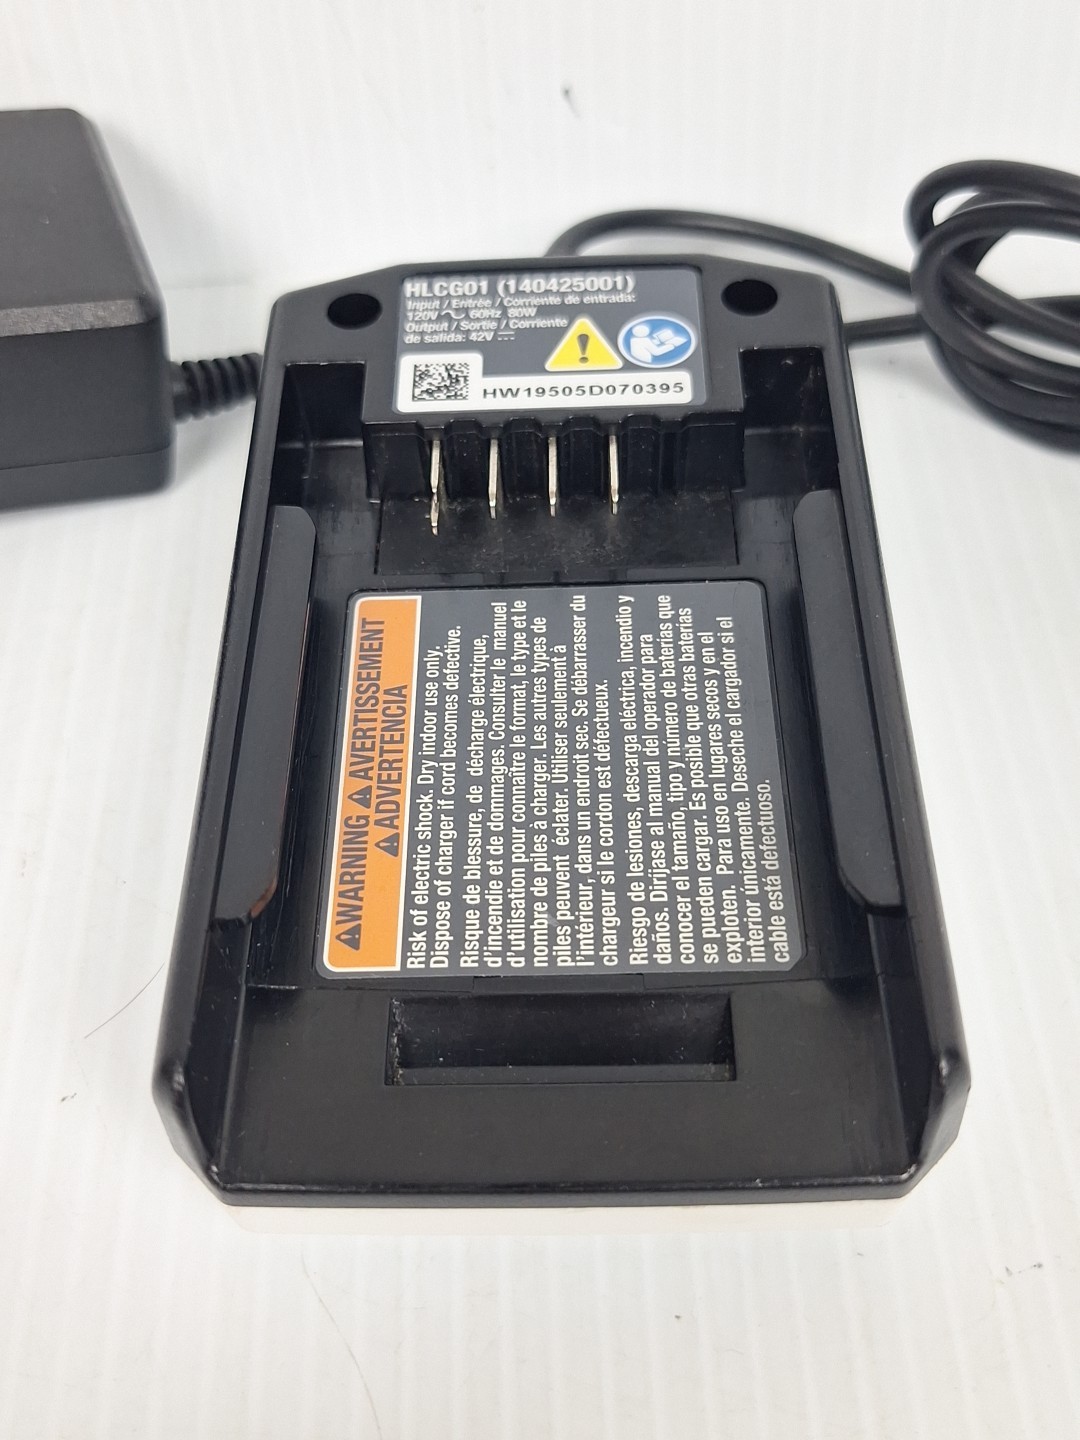 HLCG01 (140425001)
Input / Entrée / Corriente de entrada:
120V ~ 60Hz 80W
Output / Sortie / Corriente
de salida: 42V ⎓
HW19505D070395
⚠WARNING ⚠AVERTISSEMENT
⚠ADVERTENCIA
Risk of electric shock. Dry indoor use only.
Dispose of charger if cord becomes defective.
Risque de blessure, de décharge électrique,
d'incendie et de dommages. Consulter le manuel
d'utilisation pour connaître le format, le type et le
nombre de piles à charger. Les autres types de
piles peuvent éclater. Utiliser seulement à
l'intérieur, dans un endroit sec. Se débarrasser du
chargeur si le cordon est défectueux.
Riesgo de lesiones, descarga eléctrica, incendio y
daños. Dirijase al manual del operador para
conocer el tamaño, tipo y número de baterías que
se pueden cargar. Es posible que otras baterías
exploten. Para uso en lugares secos y en el
interior únicamente. Deseche el cargador si el
cable está defectuoso.